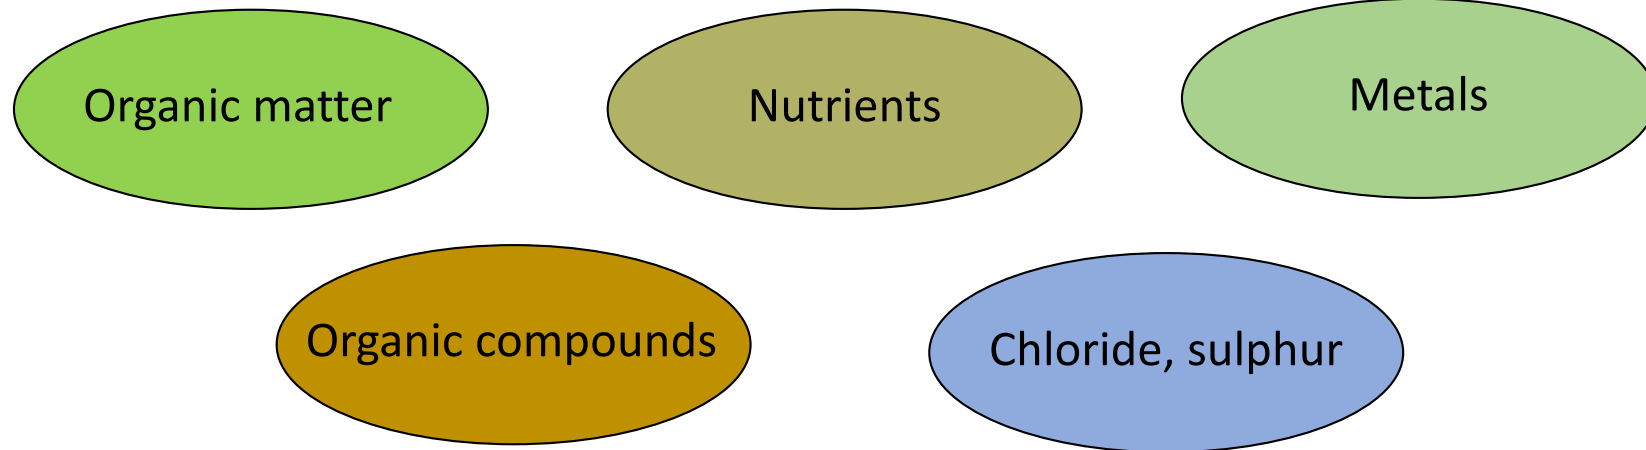 Organic matter
Nutrients
Metals
Organic compounds
Chloride, sulphur